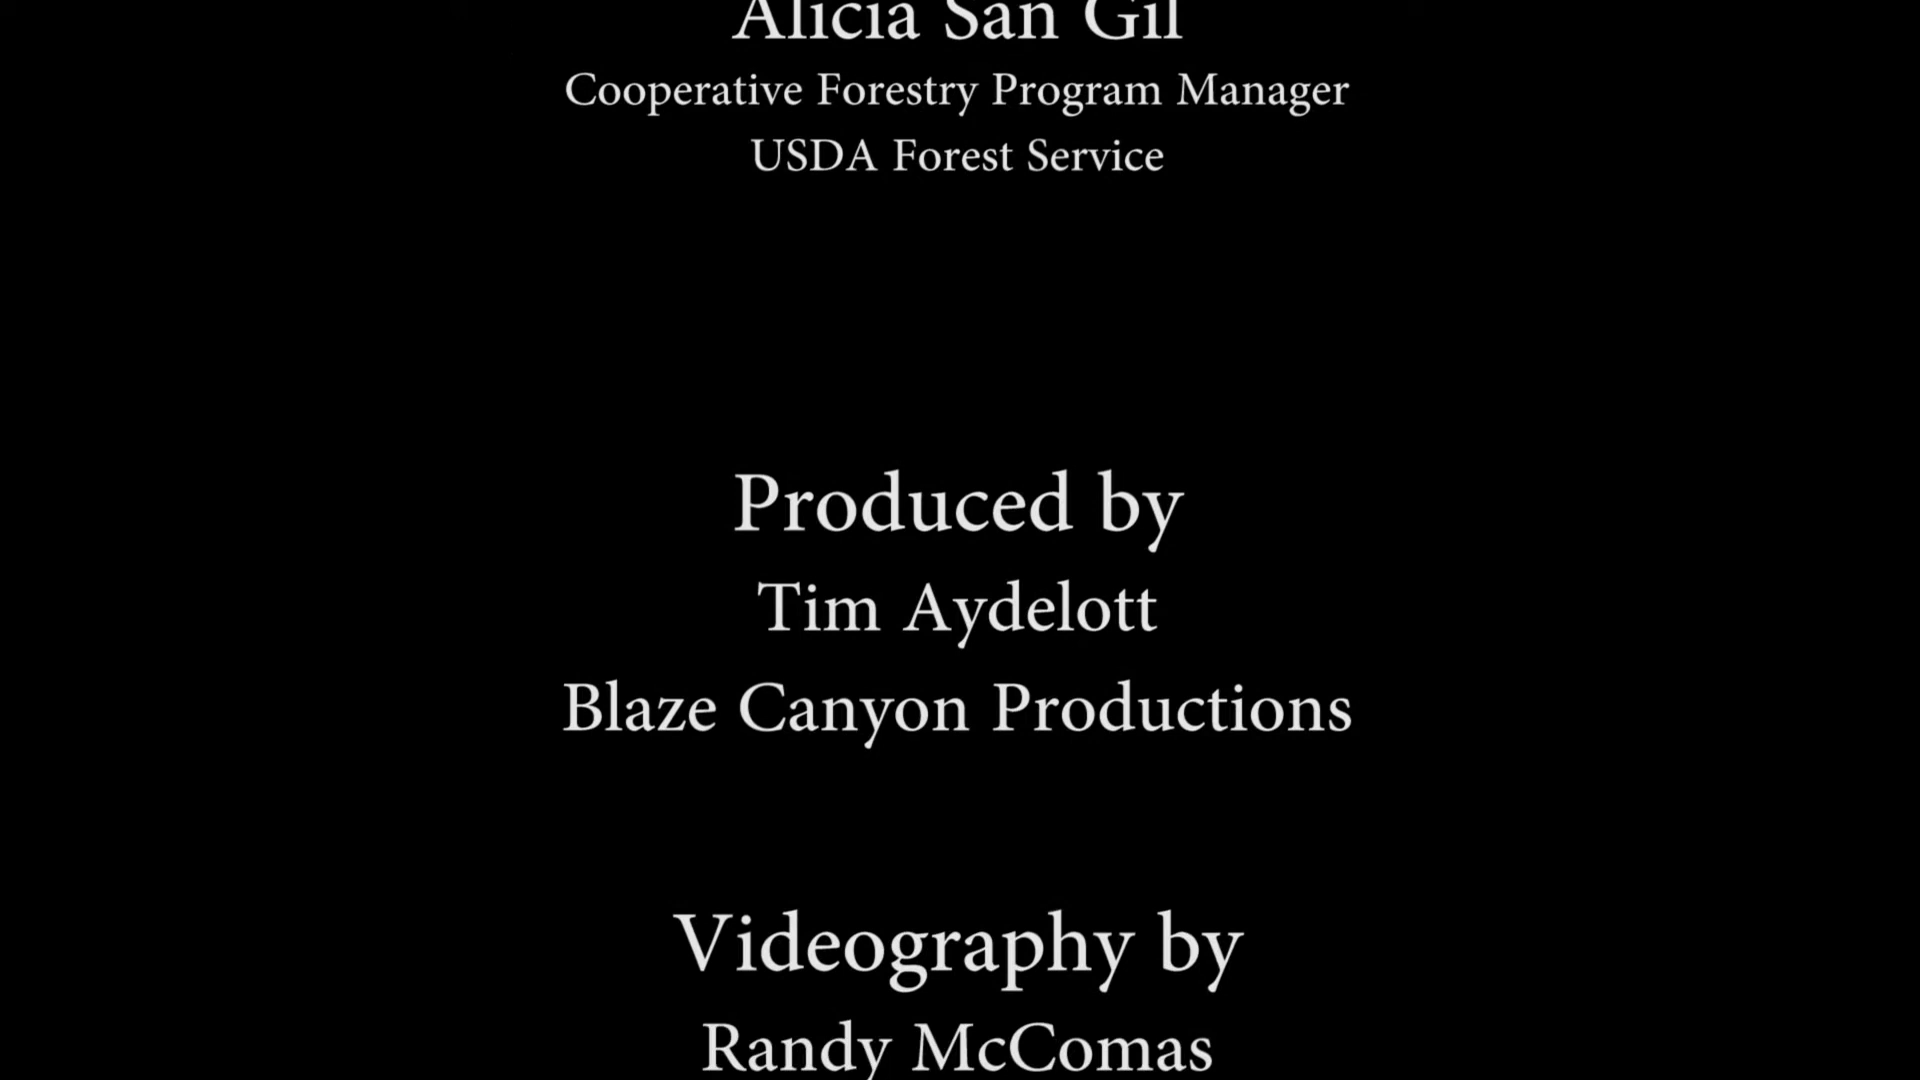 Alicia San Gil
Cooperative Forestry Program Manager
USDA Forest Service
Produced by
Tim Aydelott
Blaze Canyon Productions
Videography by
Randy McComas